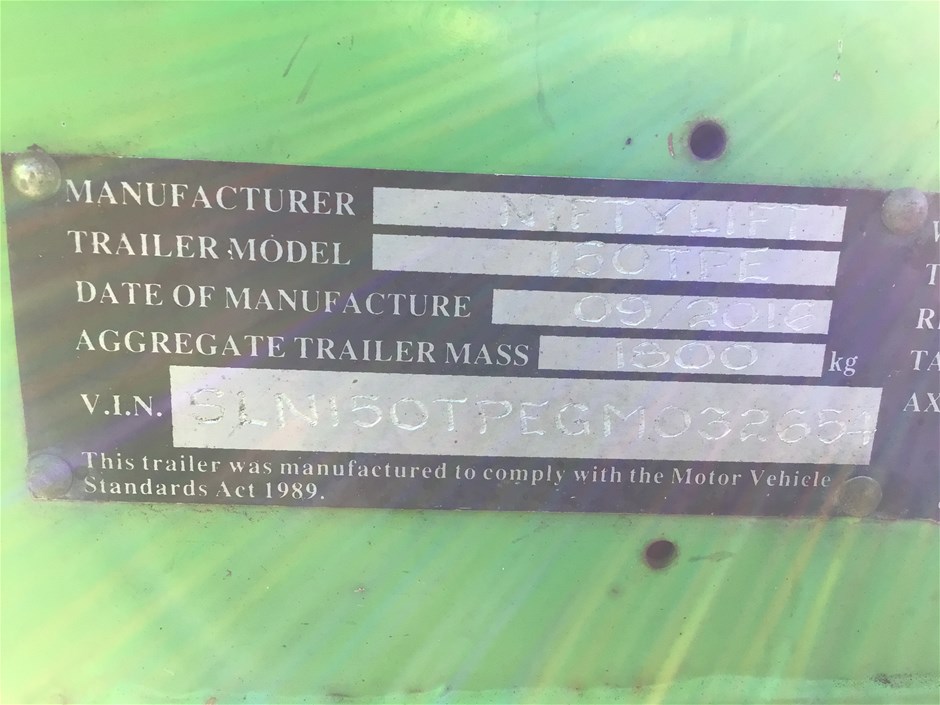 MANUFACTURER NIFTYLIFT
TRAILER MODEL 150TPE
DATE OF MANUFACTURE 09/2016
AGGREGATE TRAILER MASS 1500 kg
V.I.N. SLN150TPEGM032654
This trailer was manufactured to comply with the Motor Vehicle
Standards Act 1989.